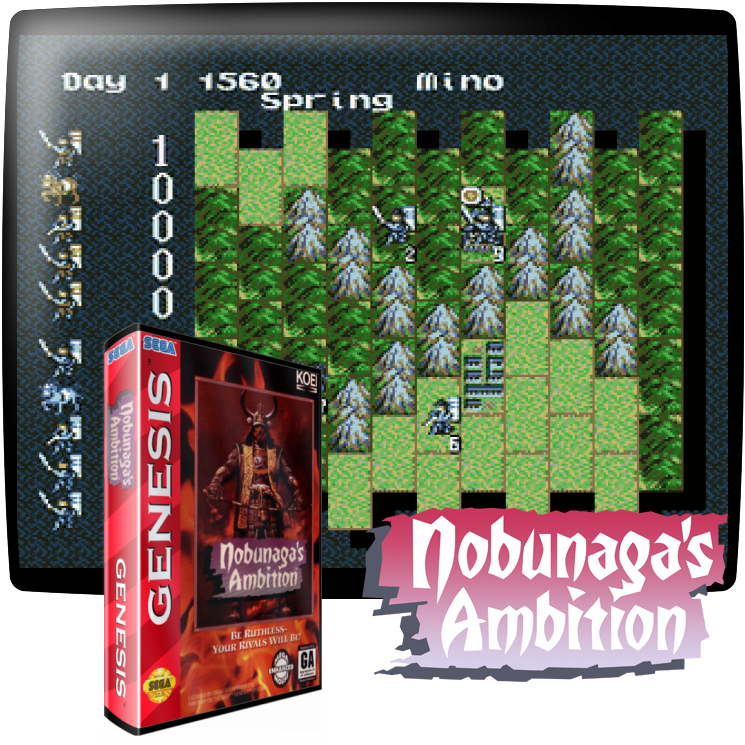 Day 1 1560 Mino
Spring
1
0
0
0
0
2
9
6
SEGA
SEGA
KOEI
GENESIS
Nobunaga's
Ambition
GENESIS
SEGA
Nobunaga's
Ambition
BE RUTHLESS-
YOUR RIVALS WILL BE!
ENHANCED
GA
Nobunaga's
Ambition